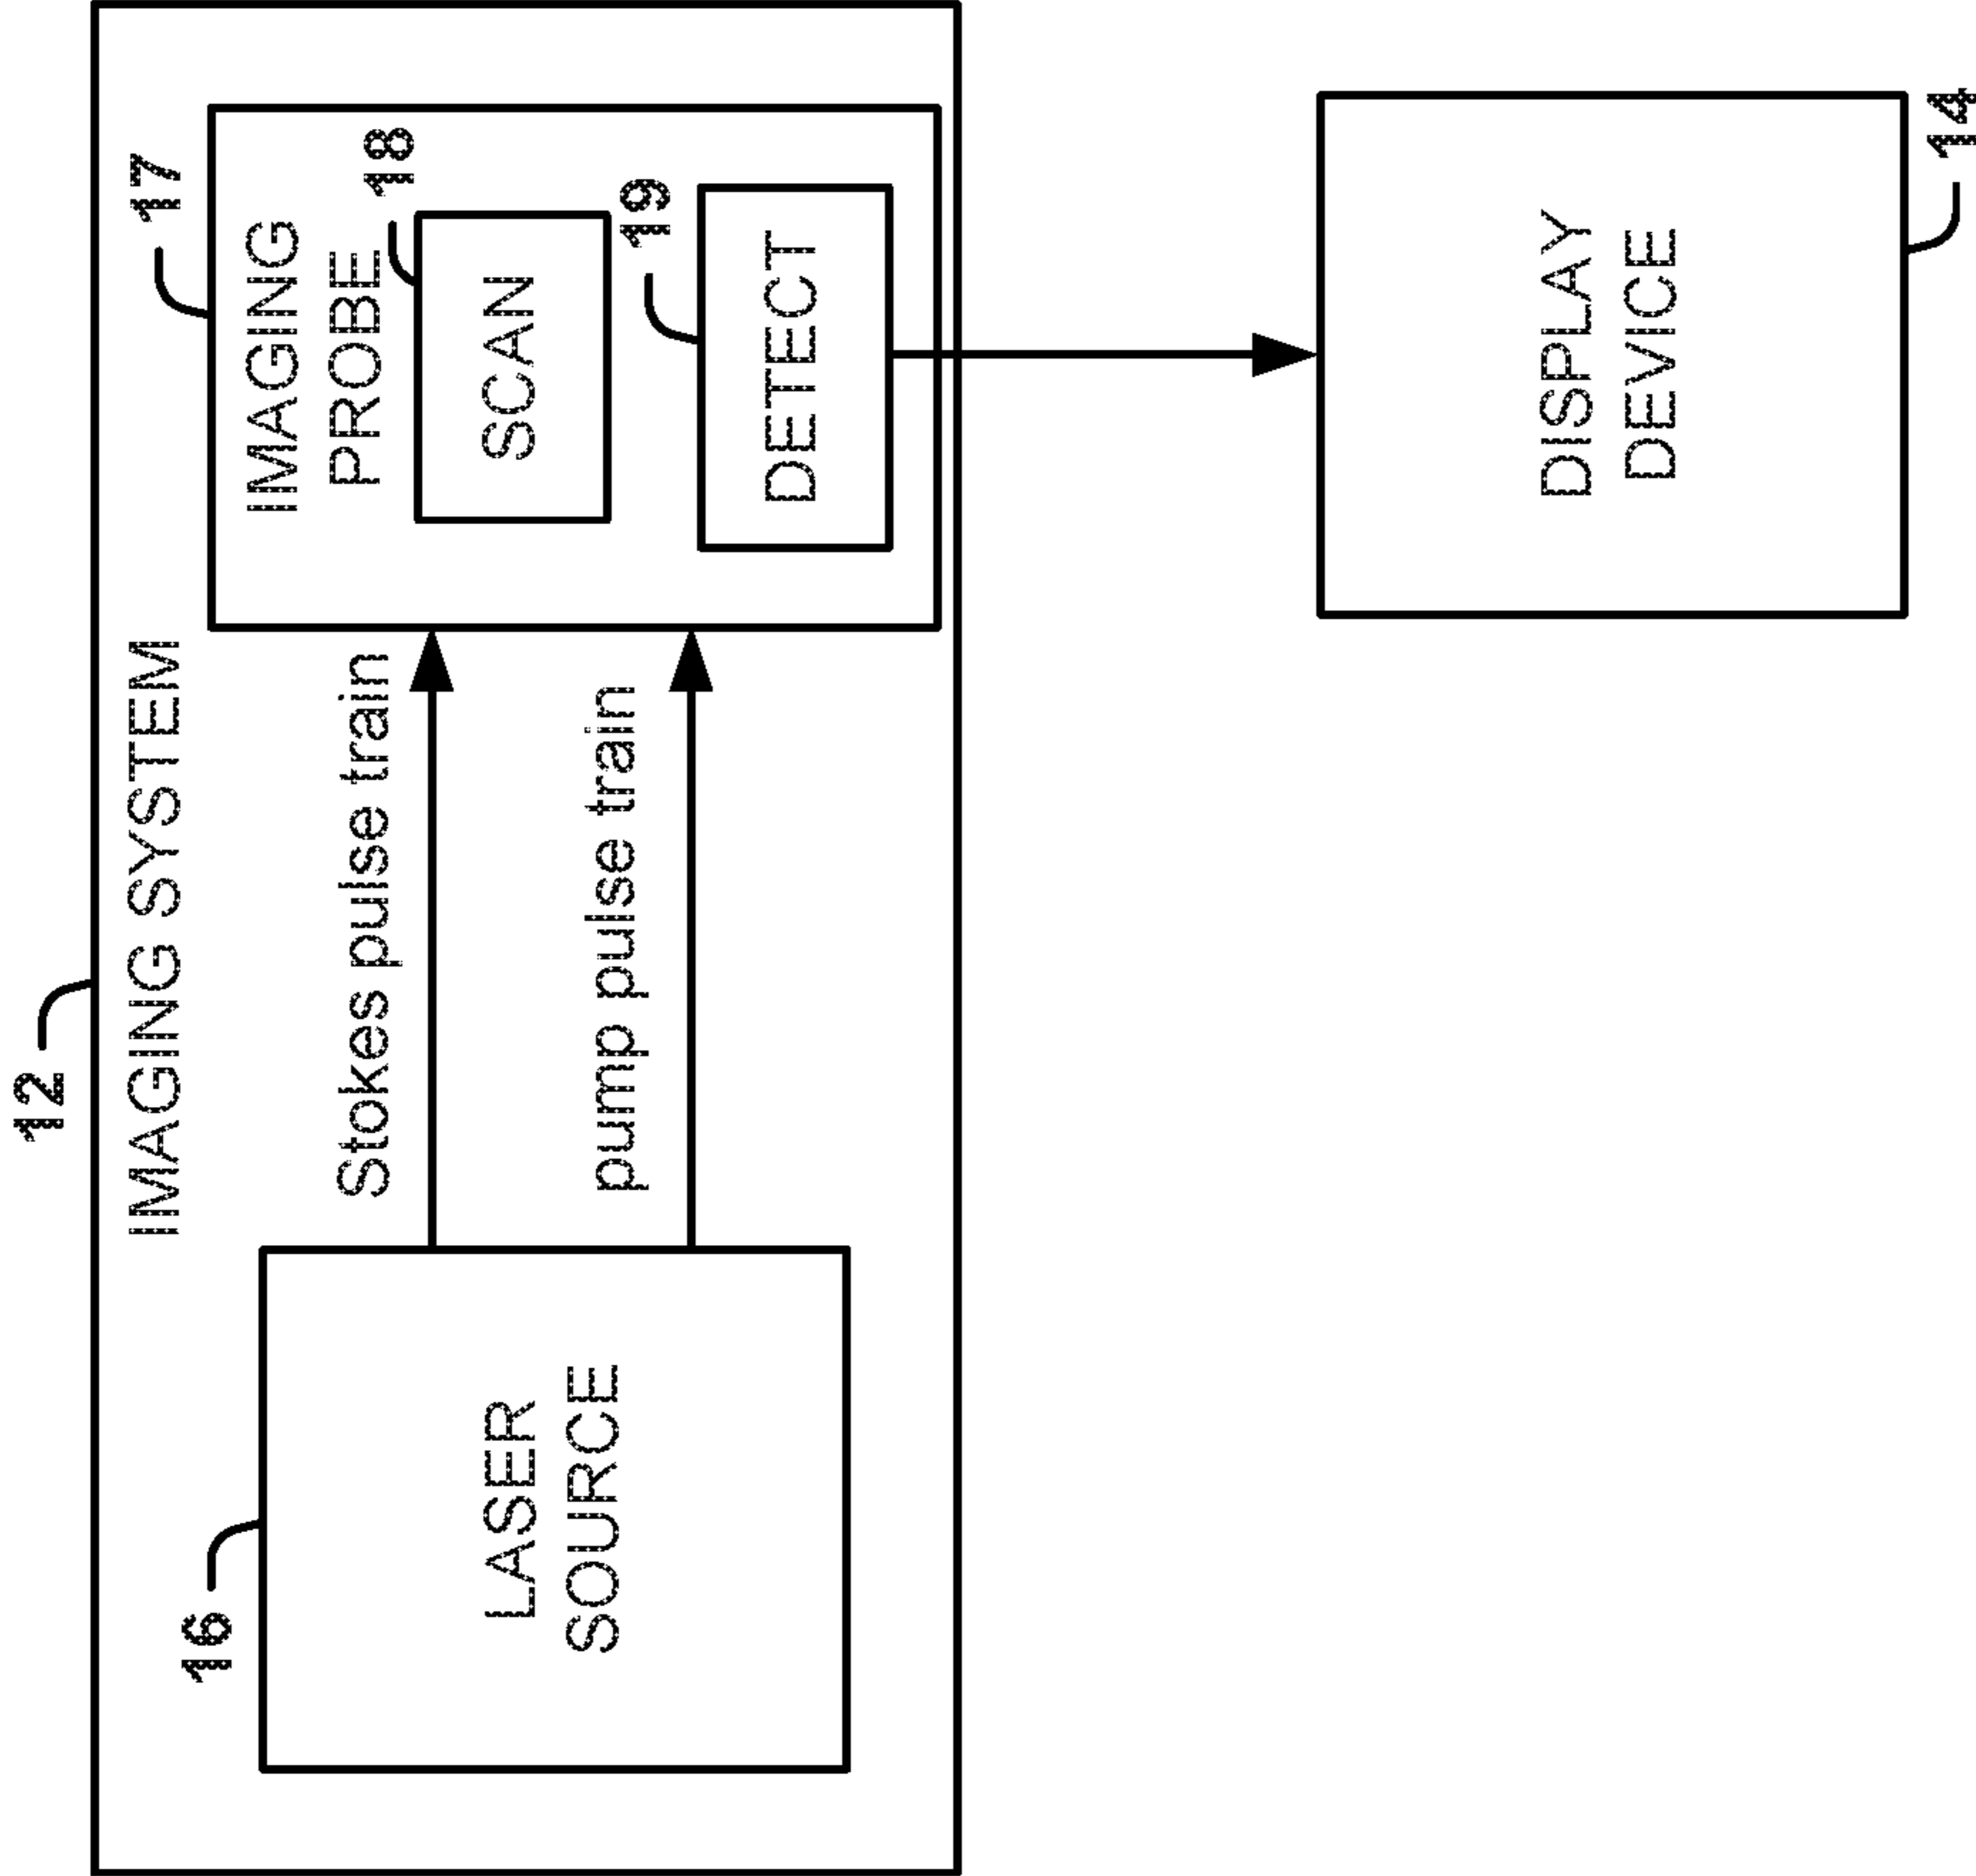 12
IMAGING SYSTEM
16
LASER
SOURCE
Stokes pulse train
pump pulse train
17
IMAGING
PROBE
18
SCAN
19
DETECT
DISPLAY
DEVICE
14